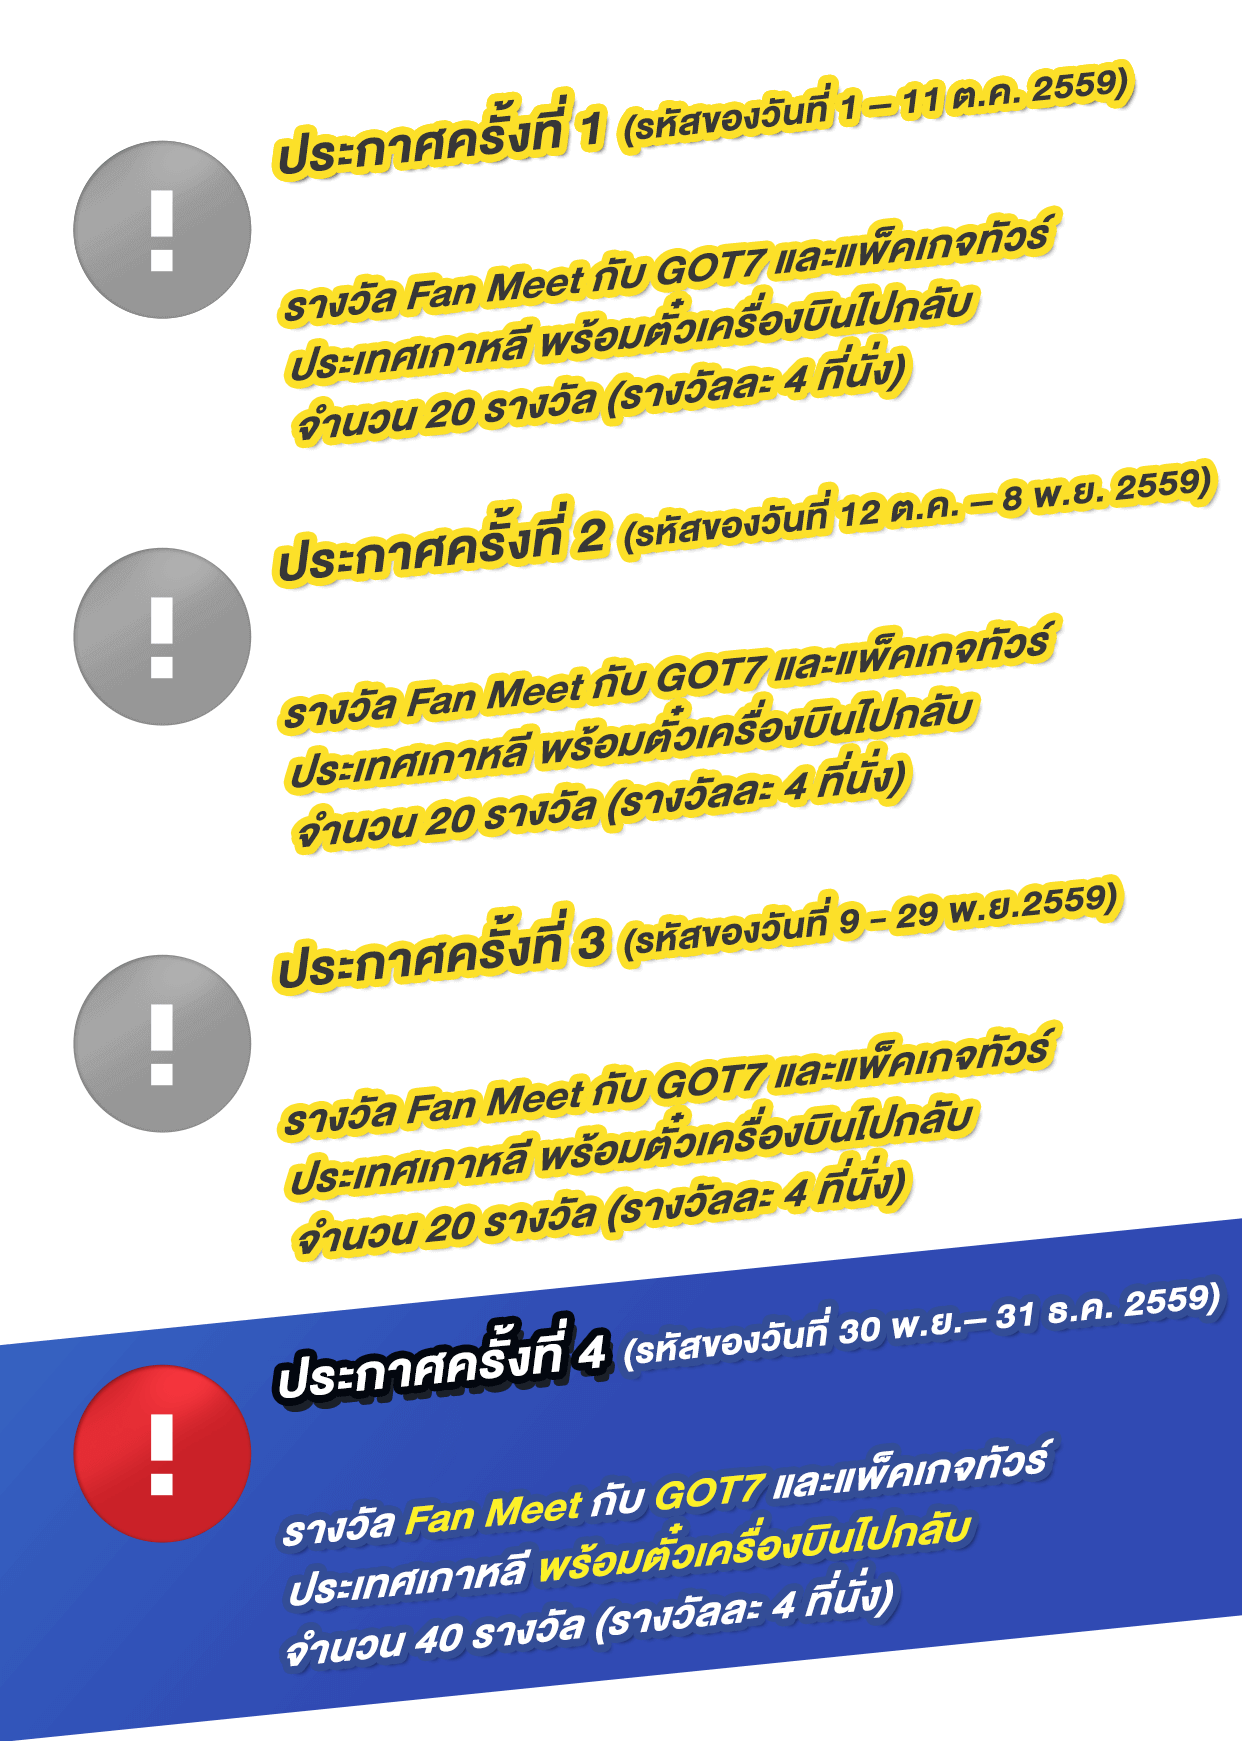 ประกาศครั้งที่ 1 (รหัสของวันที่ 1 – 11 ต.ค. 2559)
รางวัล Fan Meet กับ GOT7 และแพ็คเกจทัวร์
ประเทศเกาหลี พร้อมตั๋วเครื่องบินไปกลับ
จำนวน 20 รางวัล (รางวัลละ 4 ที่นั่ง)
ประกาศครั้งที่ 2 (รหัสของวันที่ 12 ต.ค. – 8 พ.ย. 2559)
รางวัล Fan Meet กับ GOT7 และแพ็คเกจทัวร์
ประเทศเกาหลี พร้อมตั๋วเครื่องบินไปกลับ
จำนวน 20 รางวัล (รางวัลละ 4 ที่นั่ง)
ประกาศครั้งที่ 3 (รหัสของวันที่ 9 - 29 พ.ย.2559)
รางวัล Fan Meet กับ GOT7 และแพ็คเกจทัวร์
ประเทศเกาหลี พร้อมตั๋วเครื่องบินไปกลับ
จำนวน 20 รางวัล (รางวัลละ 4 ที่นั่ง)
ประกาศครั้งที่ 4 (รหัสของวันที่ 30 พ.ย.– 31 ธ.ค. 2559)
รางวัล Fan Meet กับ GOT7 และแพ็คเกจทัวร์
ประเทศเกาหลี พร้อมตั๋วเครื่องบินไปกลับ
จำนวน 40 รางวัล (รางวัลละ 4 ที่นั่ง)